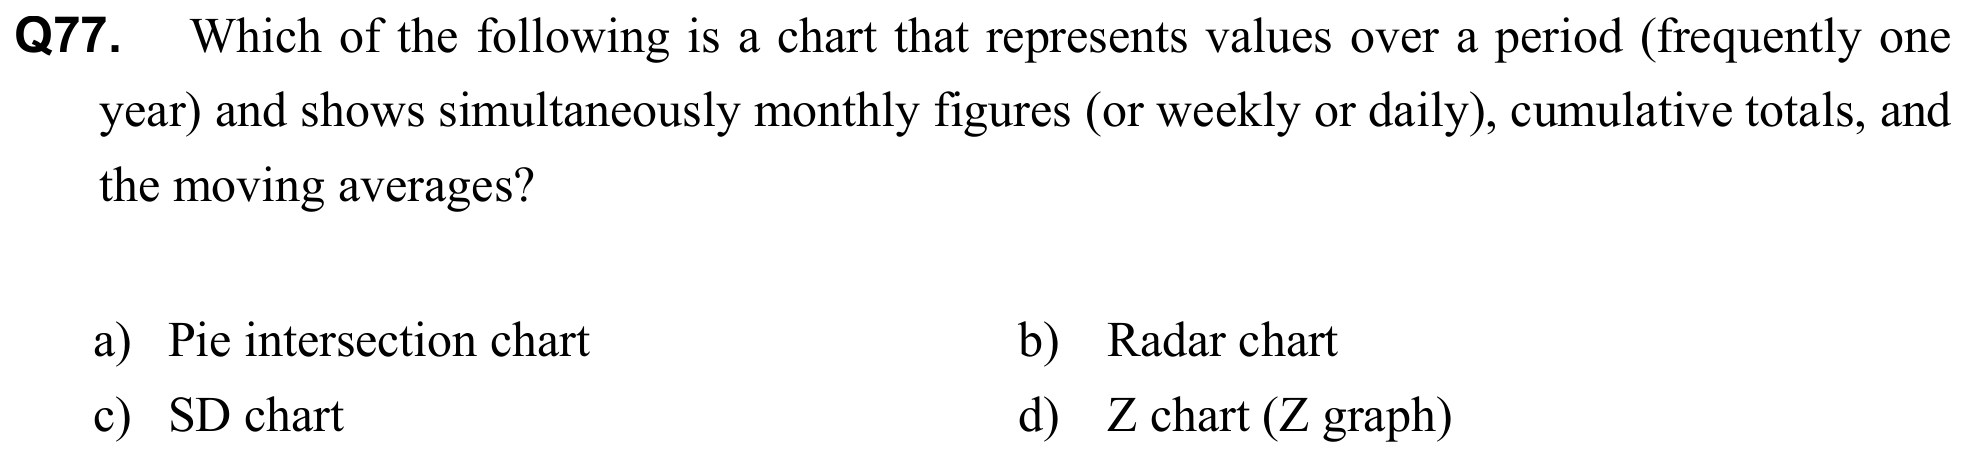 Q77. Which of the following is a chart that represents values over a period (frequently one
year) and shows simultaneously monthly figures (or weekly or daily), cumulative totals, and
the moving averages?
a) Pie intersection chart b) Radar chart
c) SD chart d) Z chart (Z graph)